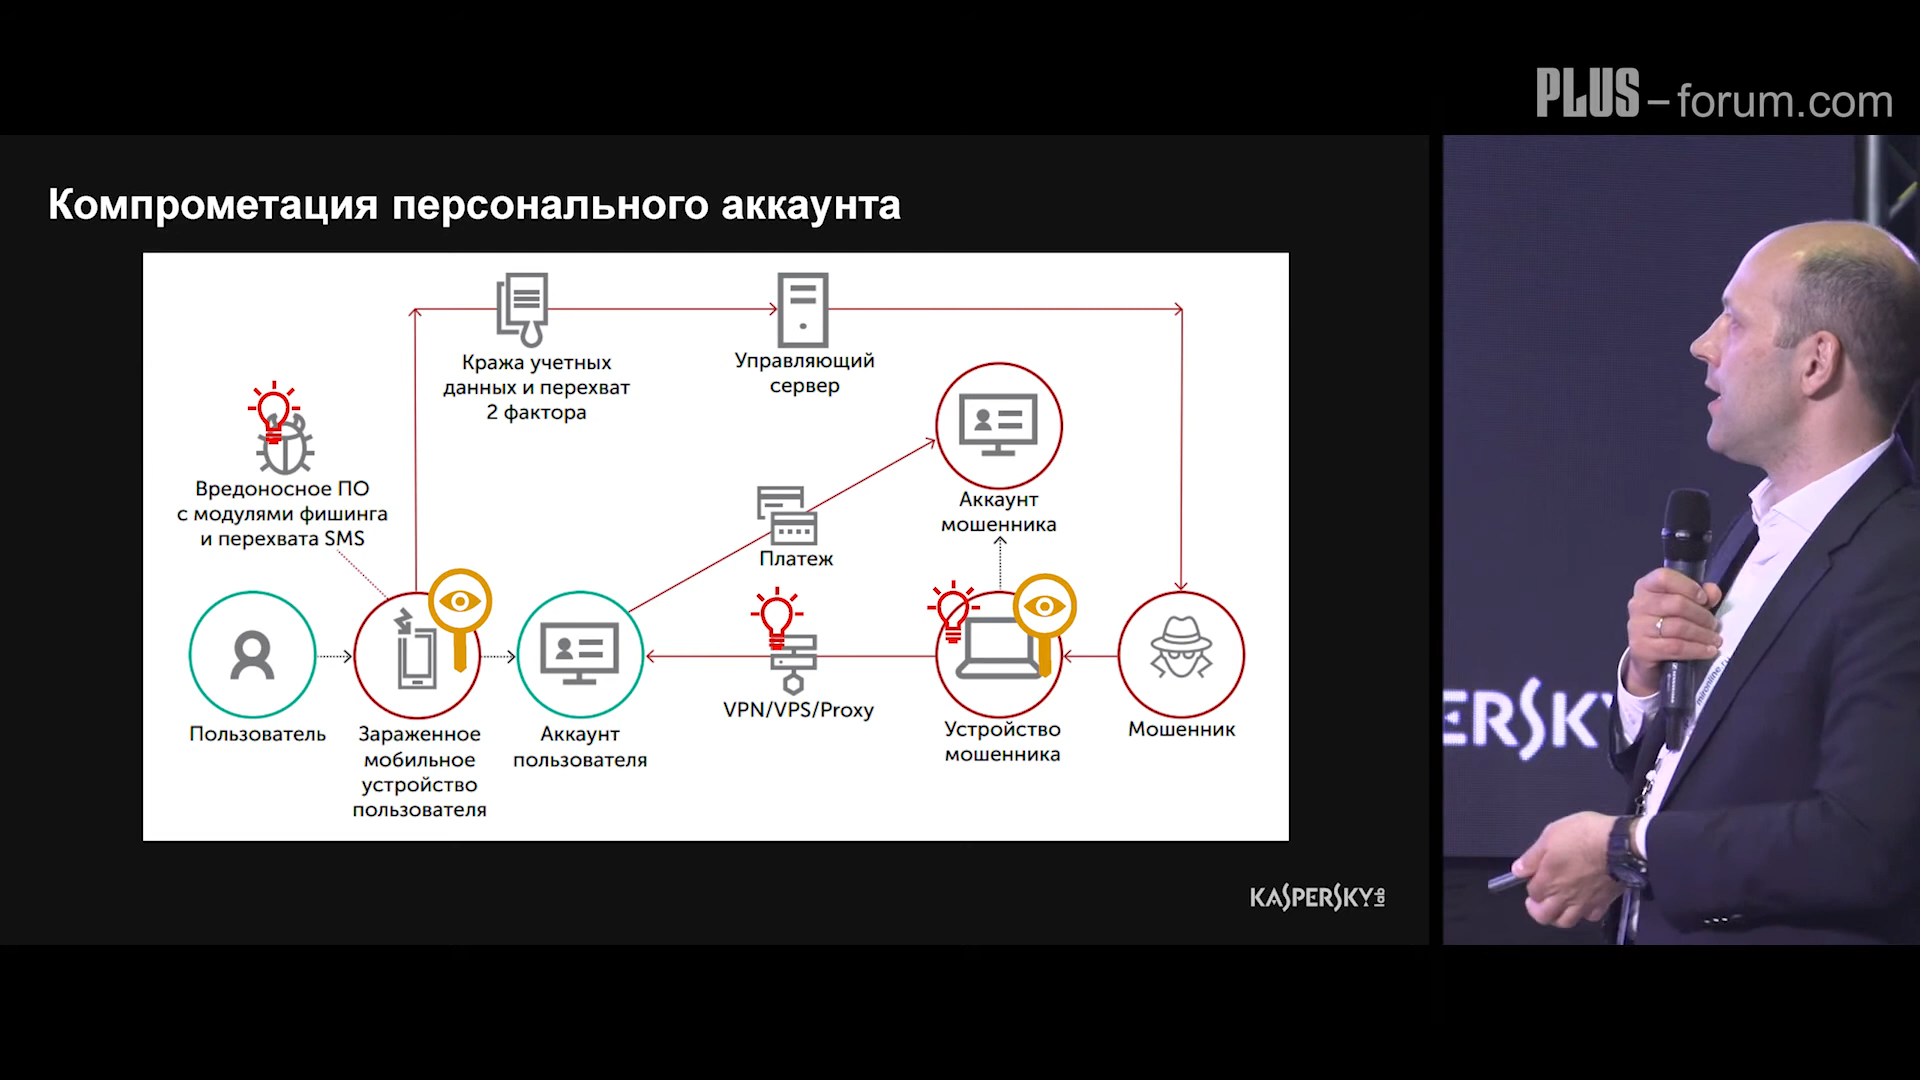 PLUS – forum.com
Компрометация персонального аккаунта
Кража учетных
данных и перехват
2 фактора
Управляющий
сервер
Вредоносное ПО
с модулями фишинга
и перехвата SMS
Аккаунт
мошенника
Платеж
VPN/VPS/Proxy
Пользователь
Зараженное
мобильное
устройство
пользователя
Аккаунт
пользователя
Устройство
мошенника
Мошенник
KASPERSKY lab
ERSKY
mironline.ru